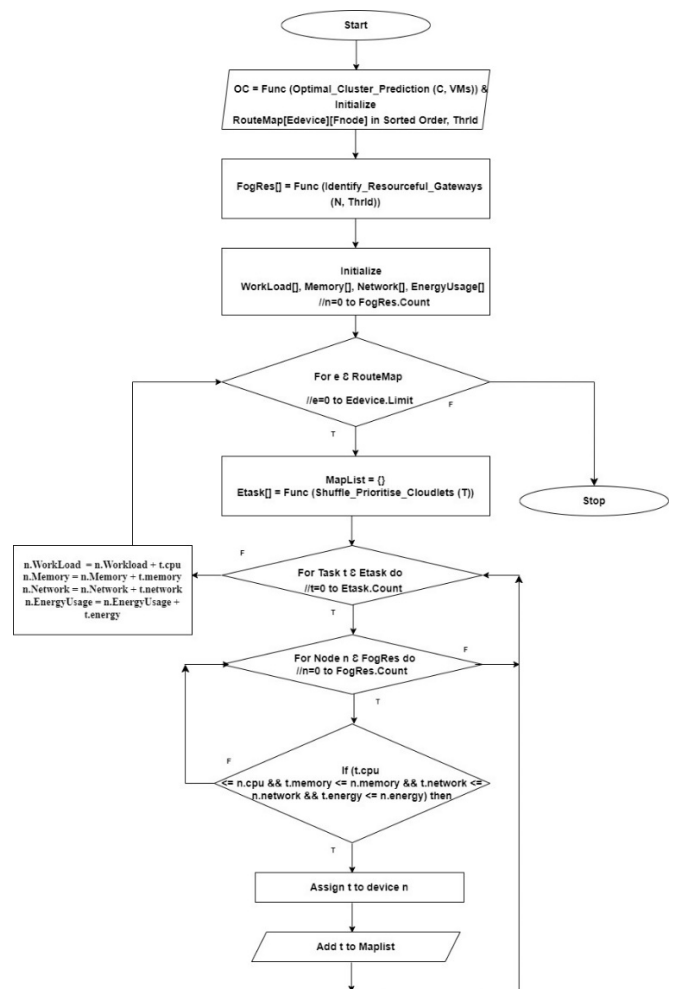 Start
OC = Func (Optimal_Cluster_Prediction (C, VMs)) &
Initialize
RouteMap[Edevice][Fnode] in Sorted Order, Thrld
FogRes[] = Func (Identify_Resourceful_Gateways
(N, Thrld))
Initialize
WorkLoad[], Memory[], Network[], EnergyUsage[]
//n=0 to FogRes.Count
For e Ɛ RouteMap
//e=0 to Edevice.Limit
F
T
MapList = {}
Etask[] = Func (Shuffle_Prioritise_Cloudlets (T))
Stop
F
n.WorkLoad = n.Workload + t.cpu
n.Memory = n.Memory + t.memory
n.Network = n.Network + t.network
n.EnergyUsage = n.EnergyUsage +
t.energy
For Task t Ɛ Etask do
//t=0 to Etask.Count
T
For Node n Ɛ FogRes do
//n=0 to FogRes.Count
F
T
F
If (t.cpu
<= n.cpu && t.memory <= n.memory && t.network <=
n.network && t.energy <= n.energy) then
T
Assign t to device n
Add t to Maplist